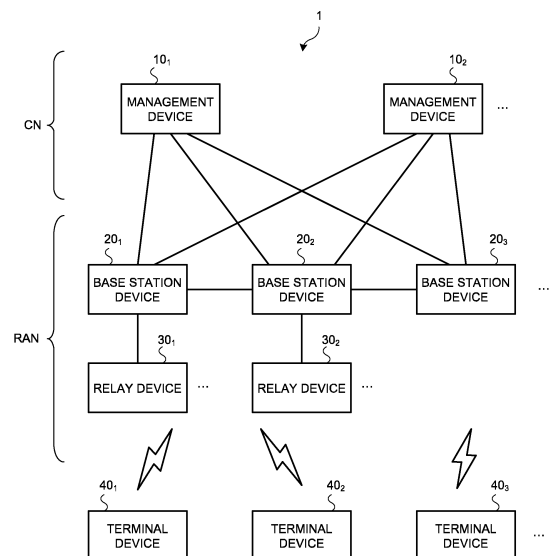 1
10₁ 10₂
MANAGEMENT DEVICE MANAGEMENT DEVICE ...
CN
20₁ 20₂ 20₃
BASE STATION DEVICE BASE STATION DEVICE BASE STATION DEVICE ...
RAN
30₁ 30₂
RELAY DEVICE ... RELAY DEVICE ...
40₁ 40₂ 40₃
TERMINAL DEVICE TERMINAL DEVICE TERMINAL DEVICE ...